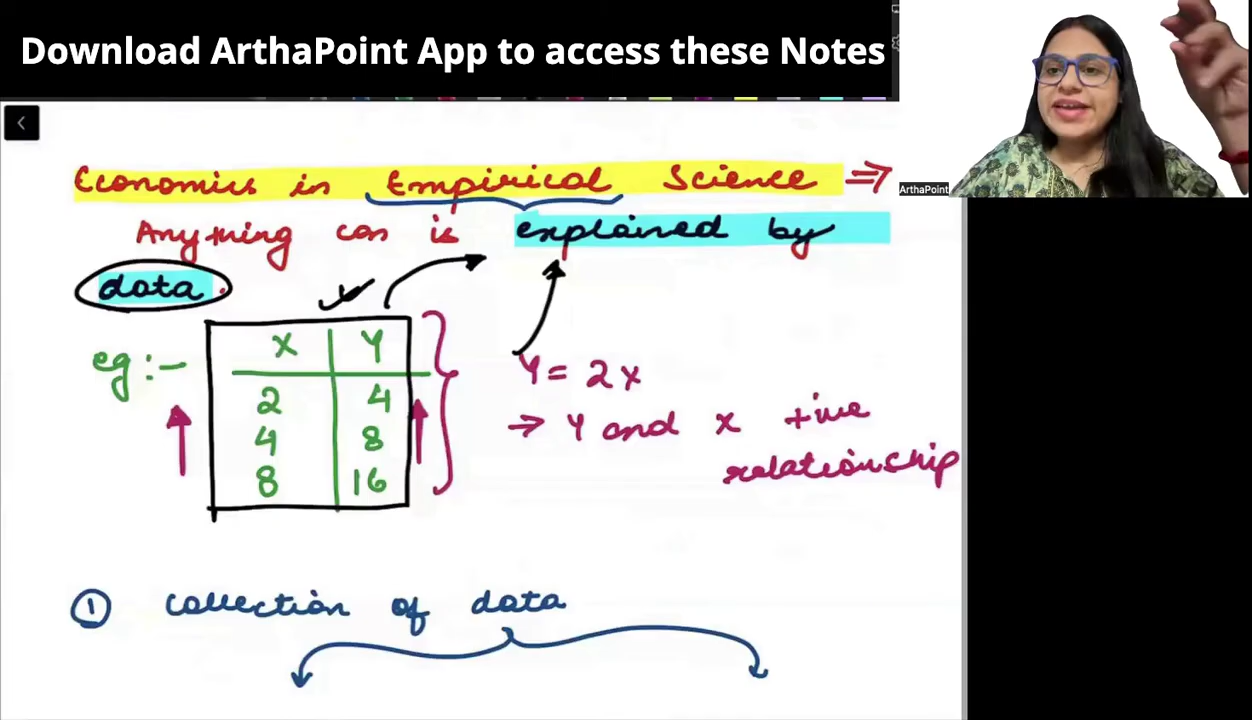 Download ArthaPoint App to access these Notes
ArthaPoint
Economics in Empirical Science ⇒
Anything can is explained by
data.
eg :-
X Y
2 4
4 8
8 16
Y = 2x
→ Y and x +ive
relationship
① collection of data